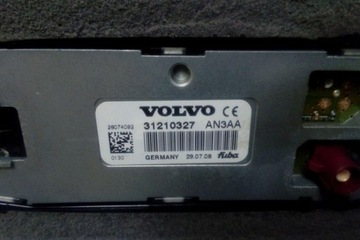 VOLVO CE
31210327 AN3AA
28074092
0130 GERMANY 29.07.08 Fuba